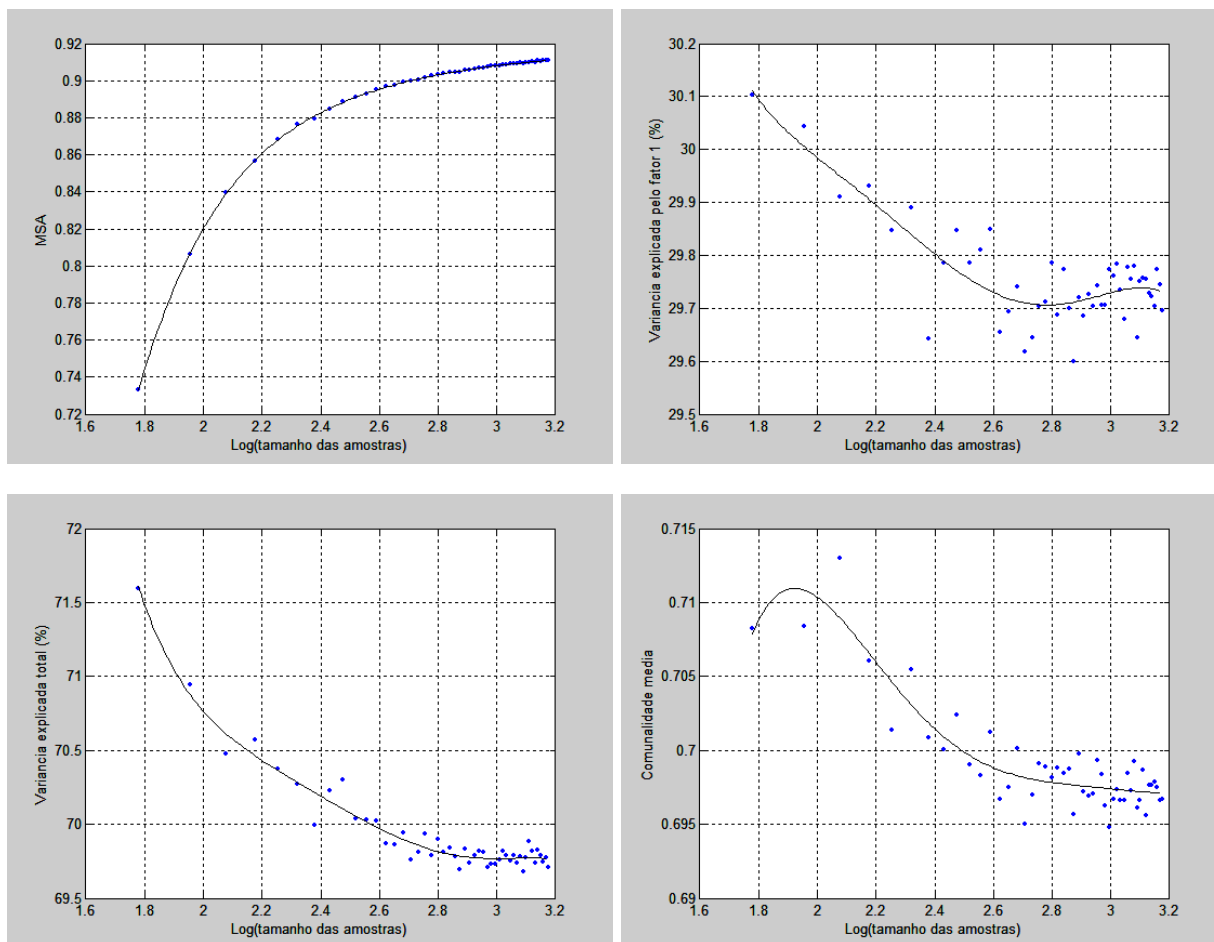 MSA
0.92
0.9
0.88
0.86
0.84
0.82
0.8
0.78
0.76
0.74
0.72
1.6 1.8 2 2.2 2.4 2.6 2.8 3 3.2
Log(tamanho das amostras)
Variancia explicada pelo fator 1 (%)
30.2
30.1
30
29.9
29.8
29.7
29.6
29.5
1.6 1.8 2 2.2 2.4 2.6 2.8 3 3.2
Log(tamanho das amostras)
Variancia explicada total (%)
72
71.5
71
70.5
70
69.5
1.6 1.8 2 2.2 2.4 2.6 2.8 3 3.2
Log(tamanho das amostras)
Comunalidade media
0.715
0.71
0.705
0.7
0.695
0.69
1.6 1.8 2 2.2 2.4 2.6 2.8 3 3.2
Log(tamanho das amostras)